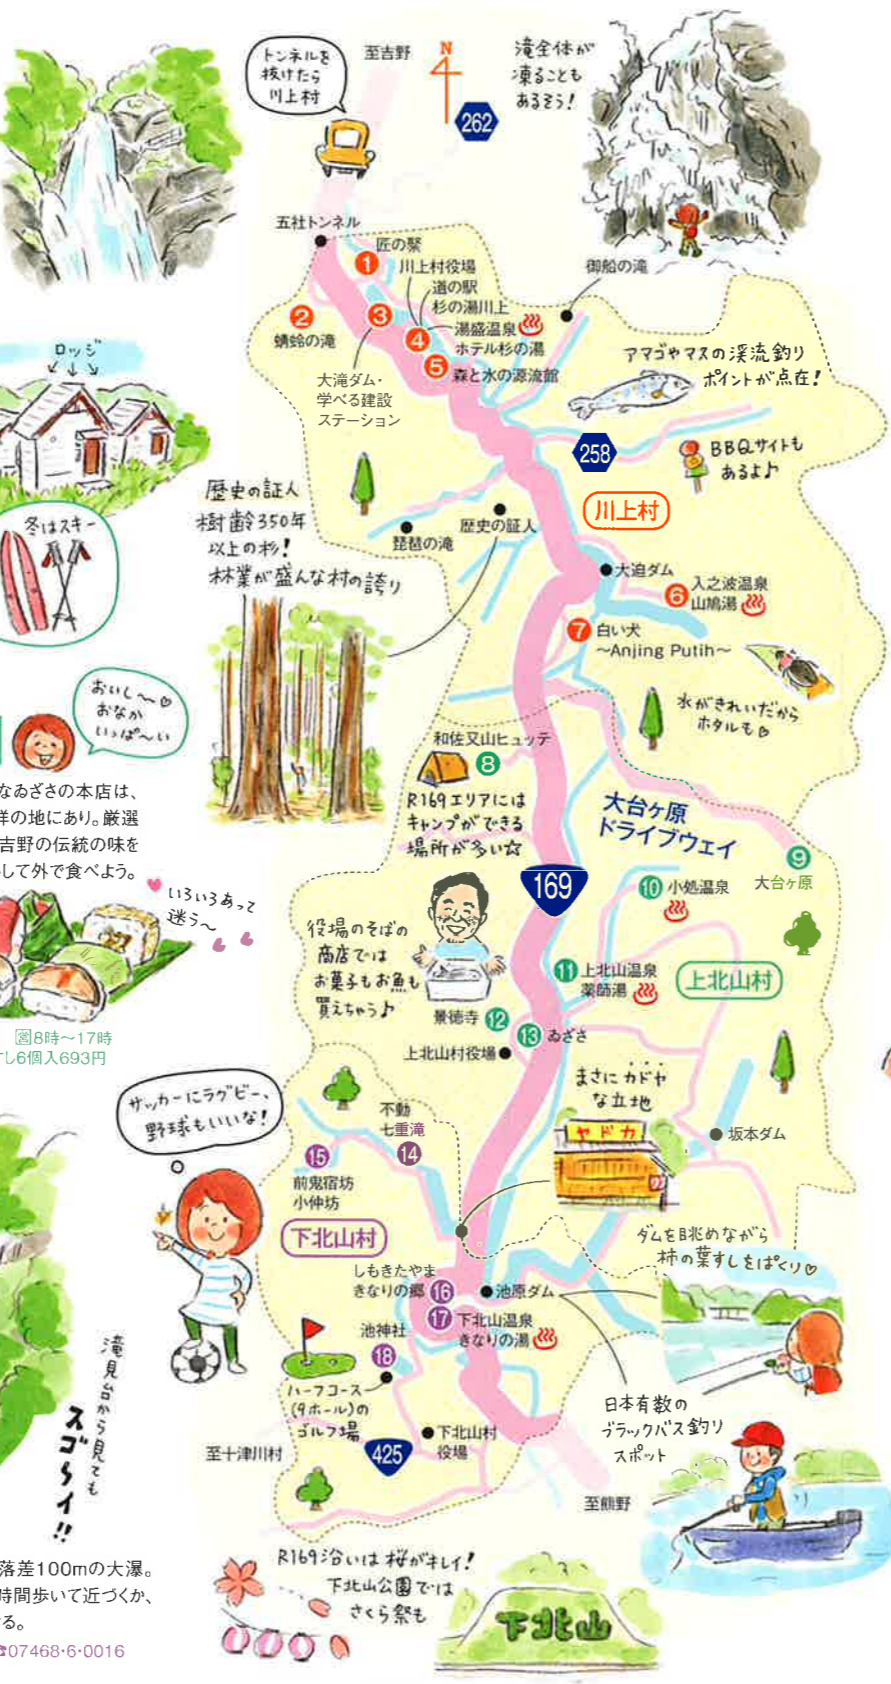 トンネルを
抜けたら
川上村
至吉野
N
262
滝全体が
凍ることも
あるそう!
五社トンネル
1
匠の聚
川上村役場
道の駅
杉の湯川上
御船の滝
2
蜻蛉の滝
3
4
湯盛温泉
ホテル杉の湯
5
森と水の源流館
大滝ダム・
学べる建設
ステーション
アマゴやマスの渓流釣り
ポイントが点在!
ロッジ
258
BBQサイトも
あるよ♪
川上村
冬はスキー
歴史の証人
樹齢350年
以上の杉!
林業が盛んな村の誇り
琵琶の滝
歴史の証人
大迫ダム
6
入之波温泉
山鳩湯
7
白い犬
~Anjing Putih~
水がきれいだから
ホタルも♡
おいし~♡
おなか
いっぱ~い
なゐざさの本店は、
祥の地にあり。厳選
吉野の伝統の味を
して外で食べよう。
いろいろあって
迷う~
営8時~17時
し6個入693円
和佐又山ヒュッテ
8
R169エリアには
キャンプができる
場所が多い☆
大台ヶ原
ドライブウェイ
9
大台ヶ原
169
10
小処温泉
役場のそばの
商店では
お菓子もお魚も
買えちゃう♪
11
上北山温泉
薬師湯
上北山村
景徳寺
12
13
ゐざさ
上北山村役場
まさにカドヤ
な立地
ヤドカ
坂本ダム
サッカーにラグビー、
野球もいいな!
不動
七重滝
14
15
前鬼宿坊
小仲坊
下北山村
ダムを眺めながら
柿の葉すしをぱくり♡
しもきたやま
きなりの郷
16
池原ダム
17
下北山温泉
きなりの湯
池神社
18
ハーフコース
(9ホール)の
ゴルフ場
日本有数の
ブラックバス釣り
スポット
下北山村
役場
425
至十津川村
至熊野
滝見台から見ても
スゴ~イ!!
落差100mの大瀑。
時間歩いて近づくか、
る。
☎07468・6・0016
R169沿いは桜がキレイ!
下北山公園では
さくら祭も
下北山